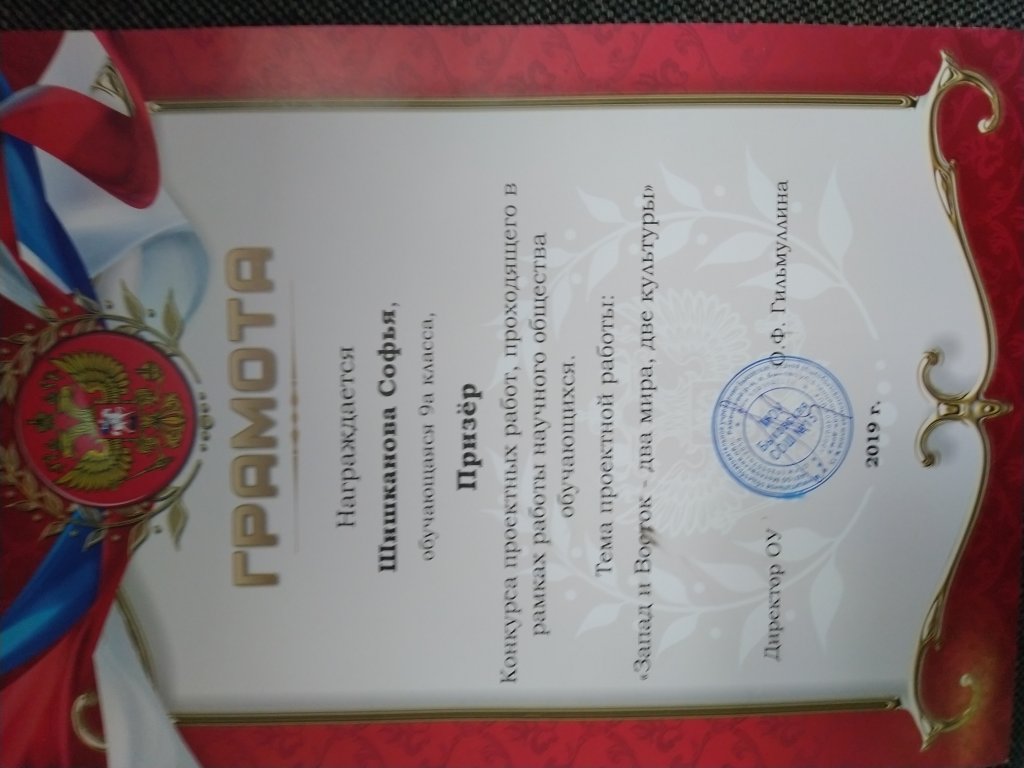 ГРАМОТА
Награждается
Шишканова Софья,
обучающаяся 9а класса,
Призёр
Конкурса проектных работ, проходящего в
рамках работы научного общества
обучающихся.
Тема проектной работы:
«Запад и Восток - два мира, две культуры»
Директор ОУ О.Ф. Гильмуллина
2019 г.